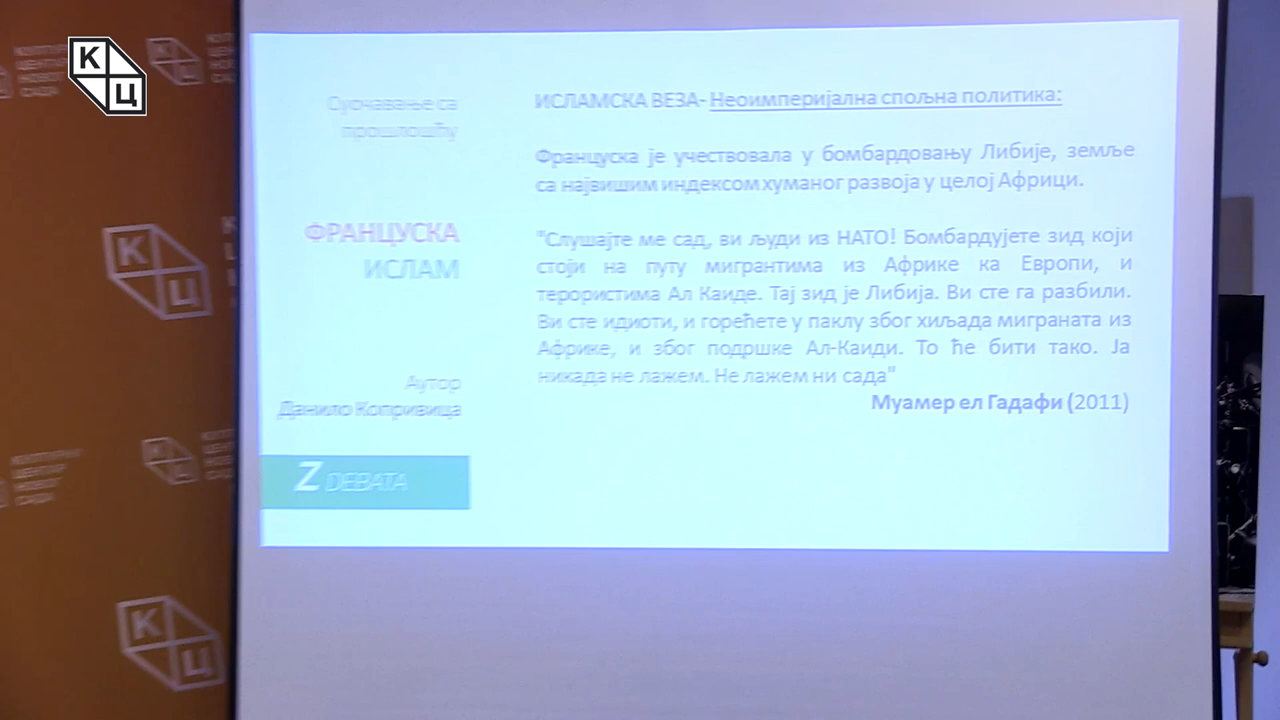 К
Ц
Суочавање са
прошлошћу
ФРАНЦУСКА
ИСЛАМ
Аутор
Данило Копривица
Z DEBATA
ИСЛАМСКА ВЕЗА- Неоимперијална спољна политика:
Француска је учествовала у бомбардовању Либије, земље
са највишим индексом хуманог развоја у целој Африци.
"Слушајте ме сад, ви људи из НАТО! Бомбардујете зид који
стоји на путу мигрантима из Африке ка Европи, и
терористима Ал Каиде. Тај зид је Либија. Ви сте га разбили.
Ви сте идиоти, и горећете у паклу због хиљада миграната из
Африке, и због подршке Ал-Каиди. То ће бити тако. Ја
никада не лажем. Не лажем ни сада"
Муамер ел Гадафи (2011)
К
Ц
К
Ц
КУЛТУРНИ
ЦЕНТАР
НОВОГ
САДА